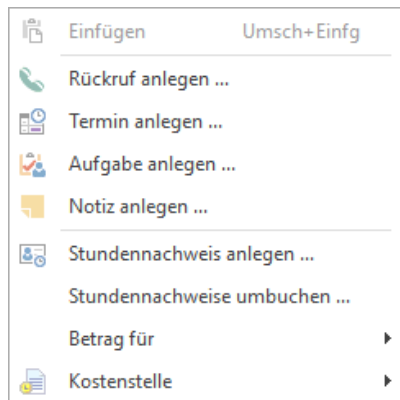 Einfügen Umsch+Einfg
Rückruf anlegen ...
Termin anlegen ...
Aufgabe anlegen ...
Notiz anlegen ...
Stundennachweis anlegen ...
Stundennachweise umbuchen ...
Betrag für
Kostenstelle